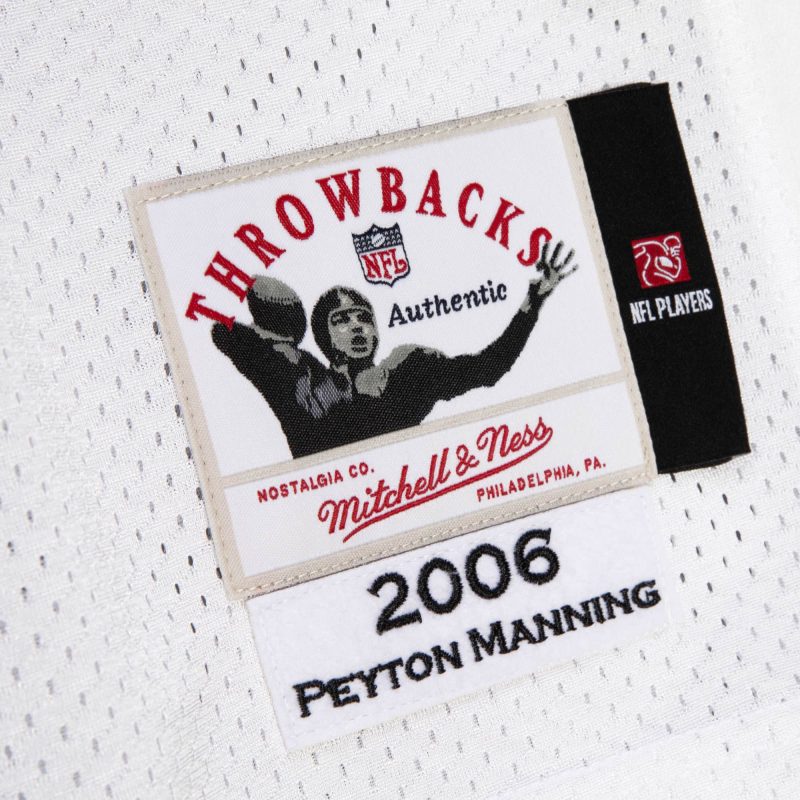 THROWBACKS
NFL
Authentic
NFL PLAYERS
NOSTALGIA CO.
Mitchell & Ness
PHILADELPHIA, PA.
2006
PEYTON MANNING